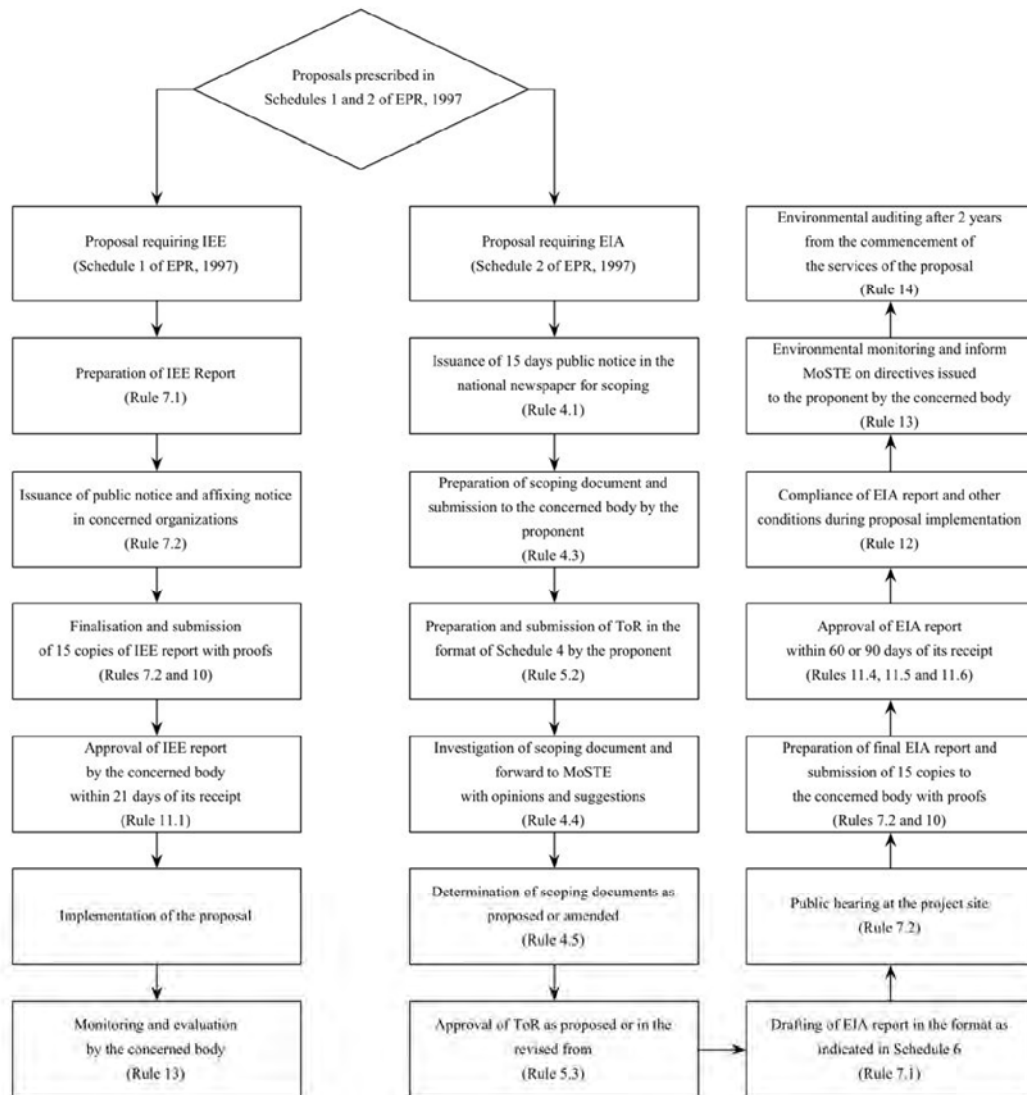 Proposals prescribed in
Schedules 1 and 2 of EPR, 1997
Proposal requiring IEE
(Schedule 1 of EPR, 1997)
Preparation of IEE Report
(Rule 7.1)
Issuance of public notice and affixing notice
in concerned organizations
(Rule 7.2)
Finalisation and submission
of 15 copies of IEE report with proofs
(Rules 7.2 and 10)
Approval of IEE report
by the concerned body
within 21 days of its receipt
(Rule 11.1)
Implementation of the proposal
Monitoring and evaluation
by the concerned body
(Rule 13)
Proposal requiring EIA
(Schedule 2 of EPR, 1997)
Issuance of 15 days public notice in the
national newspaper for scoping
(Rule 4.1)
Preparation of scoping document and
submission to the concerned body by the
proponent
(Rule 4.3)
Preparation and submission of ToR in the
format of Schedule 4 by the proponent
(Rule 5.2)
Investigation of scoping document and
forward to MoSTE
with opinions and suggestions
(Rule 4.4)
Determination of scoping documents as
proposed or amended
(Rule 4.5)
Approval of ToR as proposed or in the
revised from
(Rule 5.3)
Drafting of EIA report in the format as
indicated in Schedule 6
(Rule 7.1)
Public hearing at the project site
(Rule 7.2)
Preparation of final EIA report and
submission of 15 copies to
the concerned body with proofs
(Rules 7.2 and 10)
Approval of EIA report
within 60 or 90 days of its receipt
(Rules 11.4, 11.5 and 11.6)
Compliance of EIA report and other
conditions during proposal implementation
(Rule 12)
Environmental monitoring and inform
MoSTE on directives issued
to the proponent by the concerned body
(Rule 13)
Environmental auditing after 2 years
from the commencement of
the services of the proposal
(Rule 14)